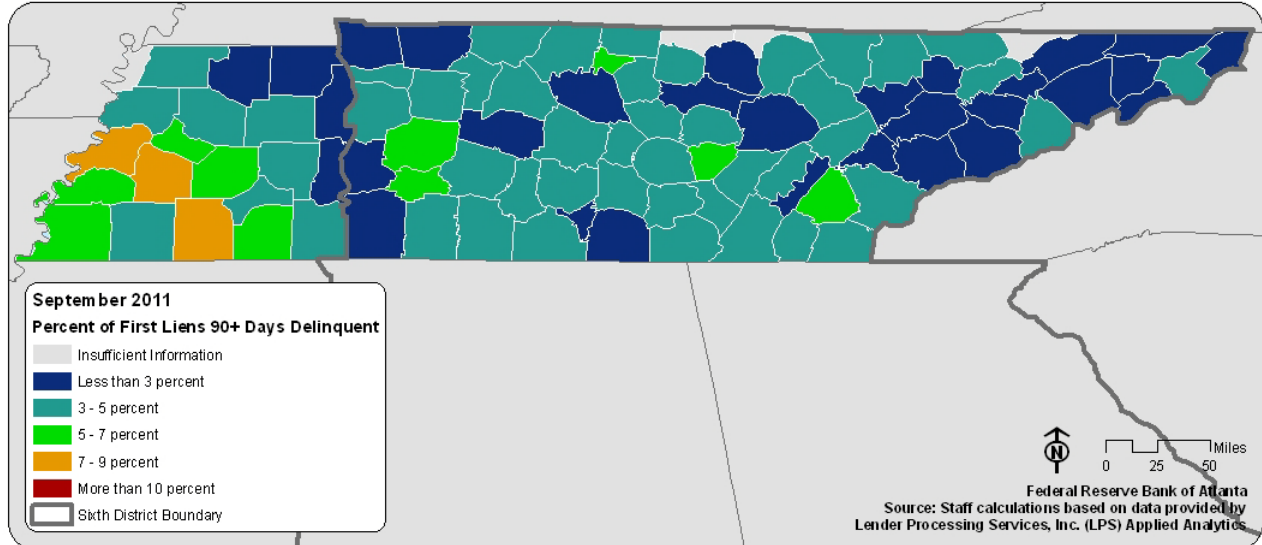 September 2011
Percent of First Liens 90+ Days Delinquent
Insufficient Information
Less than 3 percent
3 - 5 percent
5 - 7 percent
7 - 9 percent
More than 10 percent
Sixth District Boundary
N
Miles
0 25 50
Federal Reserve Bank of Atlanta
Source: Staff calculations based on data provided by
Lender Processing Services, Inc. (LPS) Applied Analytics